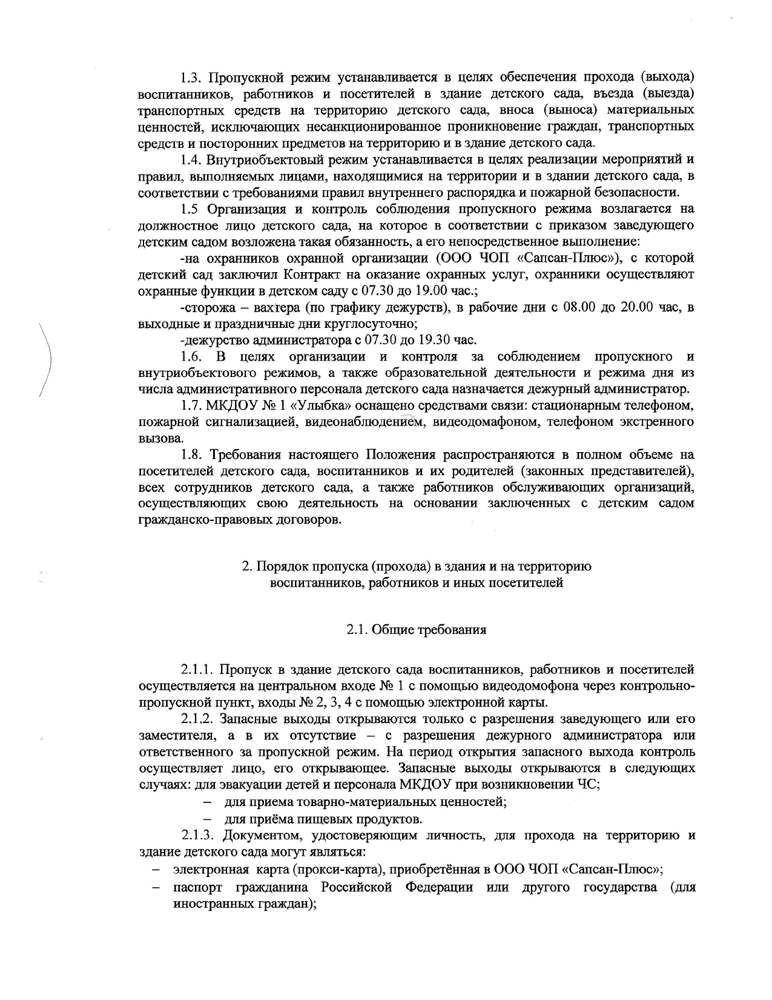 1.3. Пропускной режим устанавливается в целях обеспечения прохода (выхода)
воспитанников, работников и посетителей в здание детского сада, въезда (выезда)
транспортных средств на территорию детского сада, вноса (выноса) материальных
ценностей, исключающих несанкционированное проникновение граждан, транспортных
средств и посторонних предметов на территорию и в здание детского сада.
1.4. Внутриобъектовый режим устанавливается в целях реализации мероприятий и
правил, выполняемых лицами, находящимися на территории и в здании детского сада, в
соответствии с требованиями правил внутреннего распорядка и пожарной безопасности.
1.5 Организация и контроль соблюдения пропускного режима возлагается на
должностное лицо детского сада, на которое в соответствии с приказом заведующего
детским садом возложена такая обязанность, а его непосредственное выполнение:
-на охранников охранной организации (ООО ЧОП «Сапсан-Плюс»), с которой
детский сад заключил Контракт на оказание охранных услуг, охранники осуществляют
охранные функции в детском саду с 07.30 до 19.00 час.;
-сторожа – вахтера (по графику дежурств), в рабочие дни с 08.00 до 20.00 час, в
выходные и праздничные дни круглосуточно;
-дежурство администратора с 07.30 до 19.30 час.
1.6. В целях организации и контроля за соблюдением пропускного и
внутриобъектового режимов, а также образовательной деятельности и режима дня из
числа административного персонала детского сада назначается дежурный администратор.
1.7. МКДОУ № 1 «Улыбка» оснащено средствами связи: стационарным телефоном,
пожарной сигнализацией, видеонаблюдением, видеодомафоном, телефоном экстренного
вызова.
1.8. Требования настоящего Положения распространяются в полном объеме на
посетителей детского сада, воспитанников и их родителей (законных представителей),
всех сотрудников детского сада, а также работников обслуживающих организаций,
осуществляющих свою деятельность на основании заключенных с детским садом
гражданско-правовых договоров.
2. Порядок пропуска (прохода) в здания и на территорию
воспитанников, работников и иных посетителей
2.1. Общие требования
2.1.1. Пропуск в здание детского сада воспитанников, работников и посетителей
осуществляется на центральном входе № 1 с помощью видеодомофона через контрольно-
пропускной пункт, входы № 2, 3, 4 с помощью электронной карты.
2.1.2. Запасные выходы открываются только с разрешения заведующего или его
заместителя, а в их отсутствие – с разрешения дежурного администратора или
ответственного за пропускной режим. На период открытия запасного выхода контроль
осуществляет лицо, его открывающее. Запасные выходы открываются в следующих
случаях: для эвакуации детей и персонала МКДОУ при возникновении ЧС;
– для приема товарно-материальных ценностей;
– для приёма пищевых продуктов.
2.1.3. Документом, удостоверяющим личность, для прохода на территорию и
здание детского сада могут являться:
– электронная карта (прокси-карта), приобретённая в ООО ЧОП «Сапсан-Плюс»;
– паспорт гражданина Российской Федерации или другого государства (для
иностранных граждан);